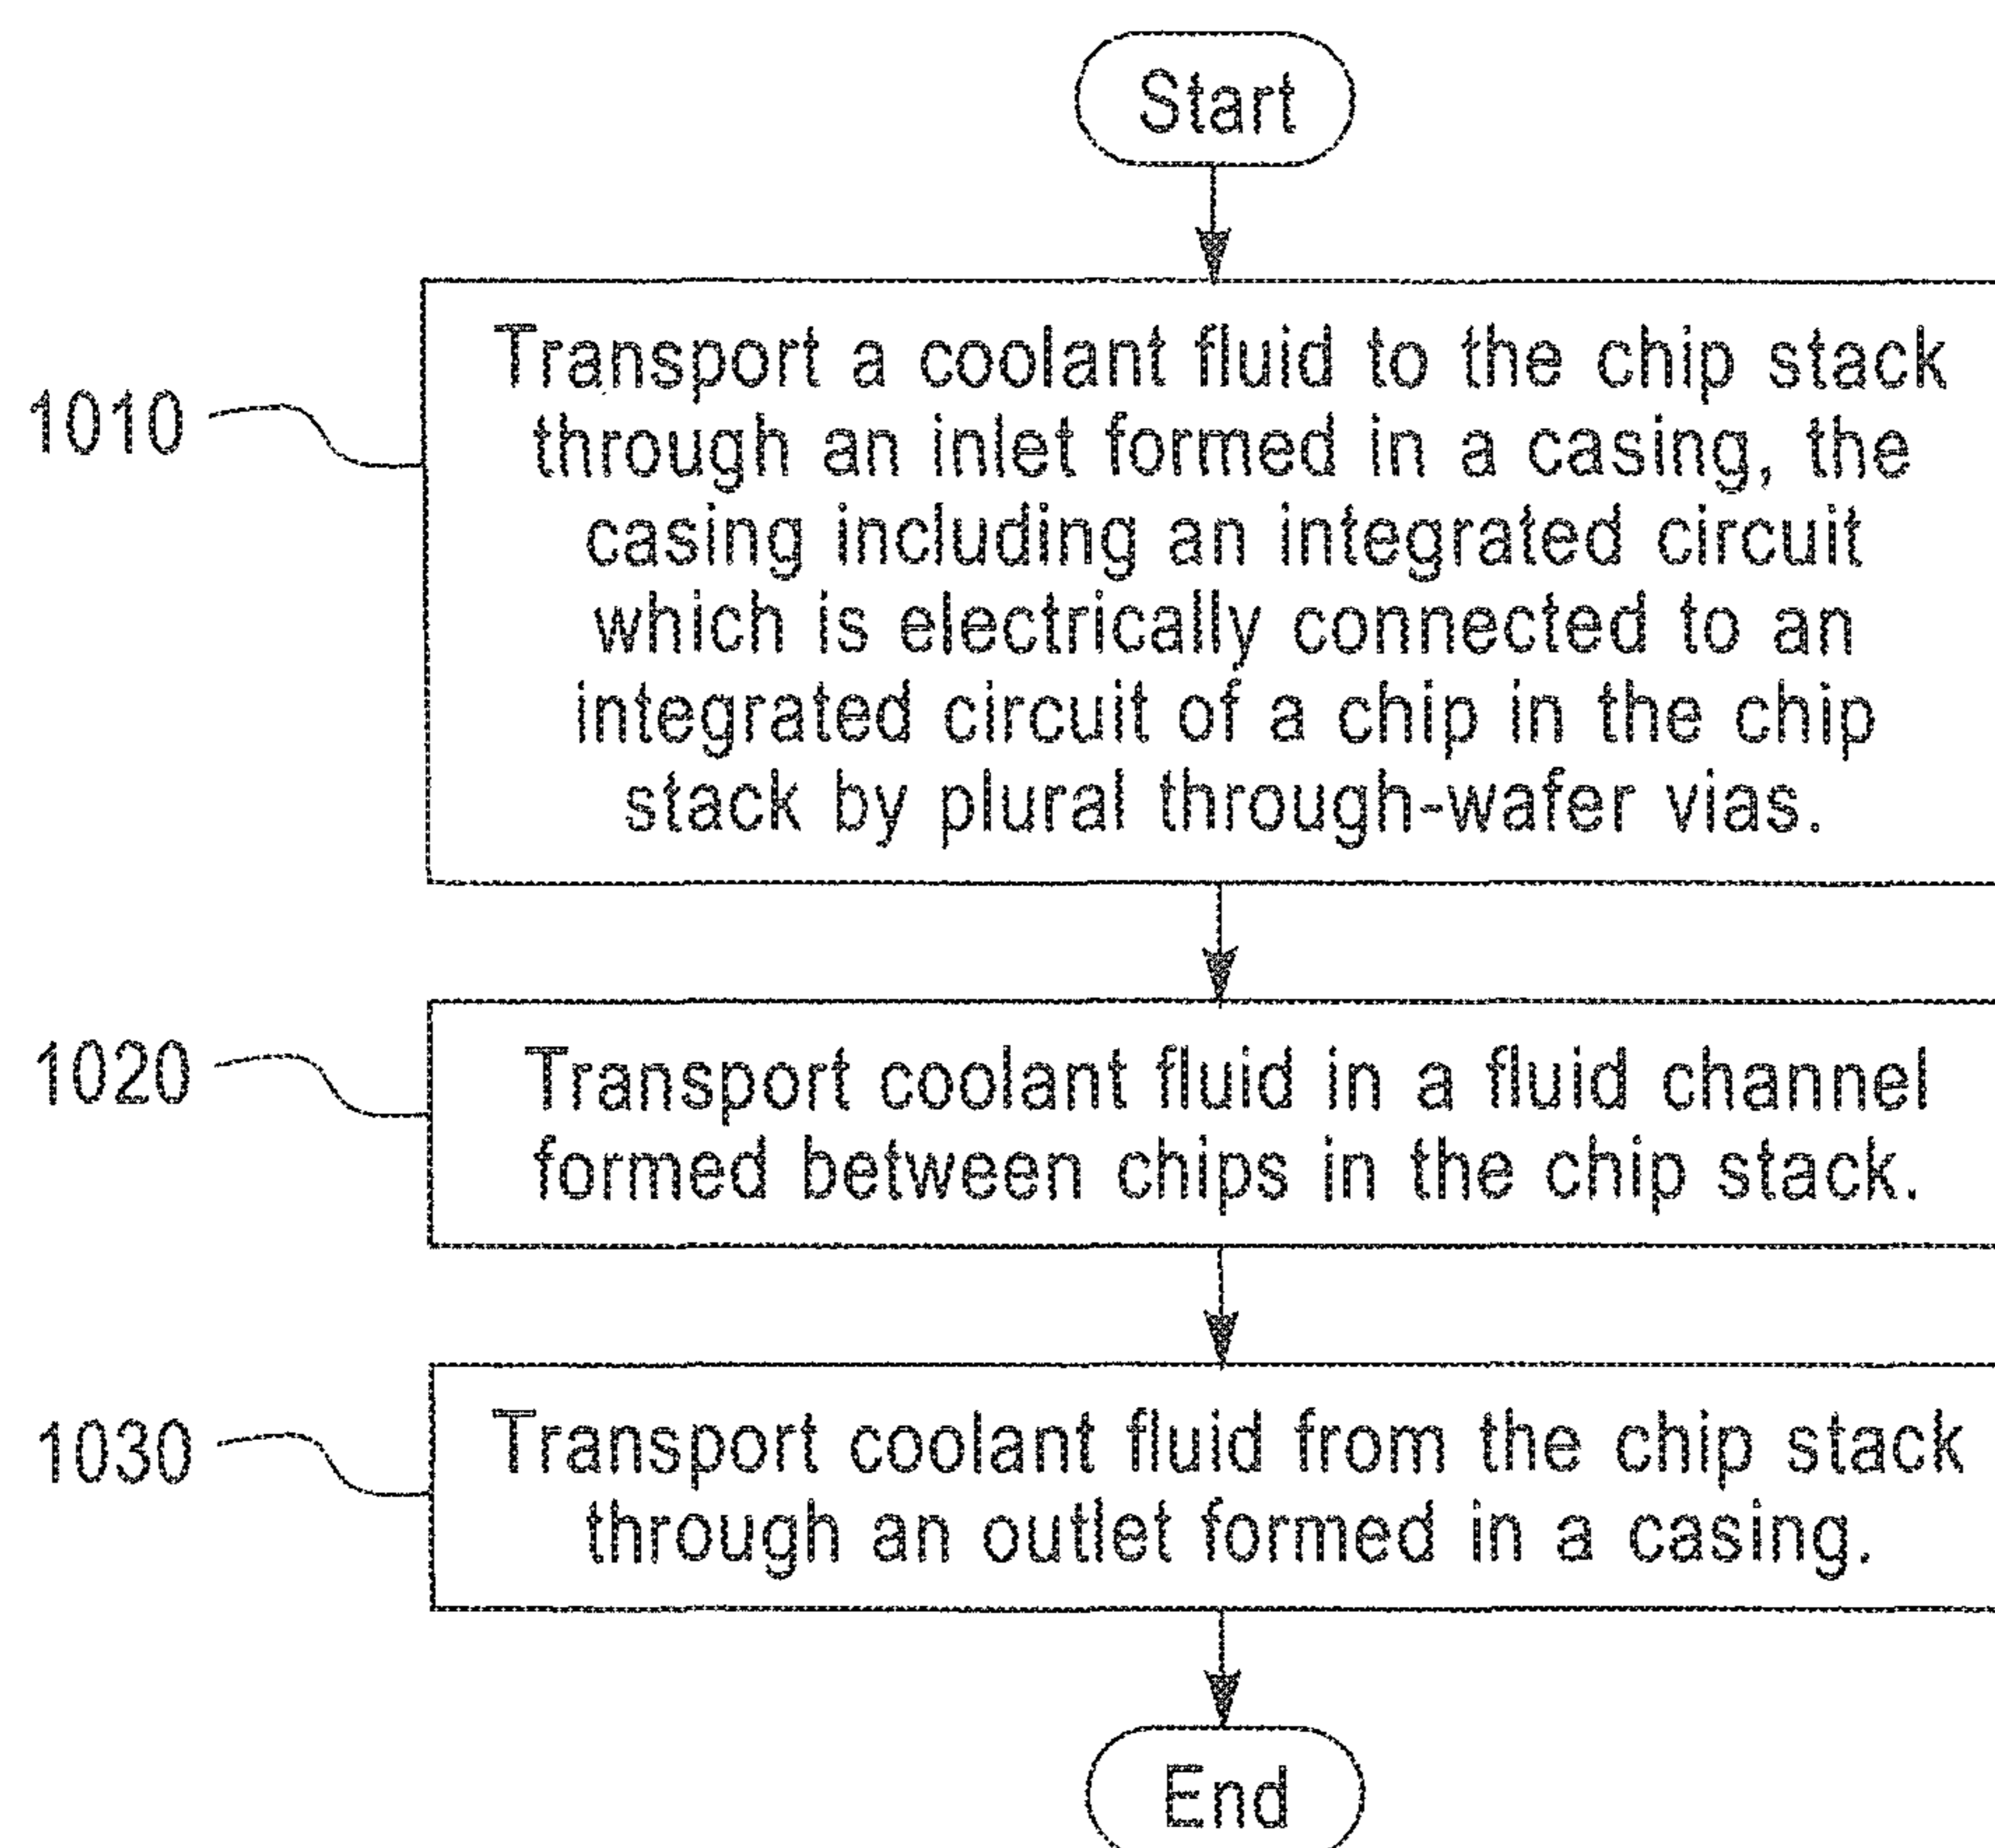 Start
1010
Transport a coolant fluid to the chip stack
through an inlet formed in a casing, the
casing including an integrated circuit
which is electrically connected to an
integrated circuit of a chip in the chip
stack by plural through-wafer vias.
1020
Transport coolant fluid in a fluid channel
formed between chips in the chip stack.
1030
Transport coolant fluid from the chip stack
through an outlet formed in a casing.
End